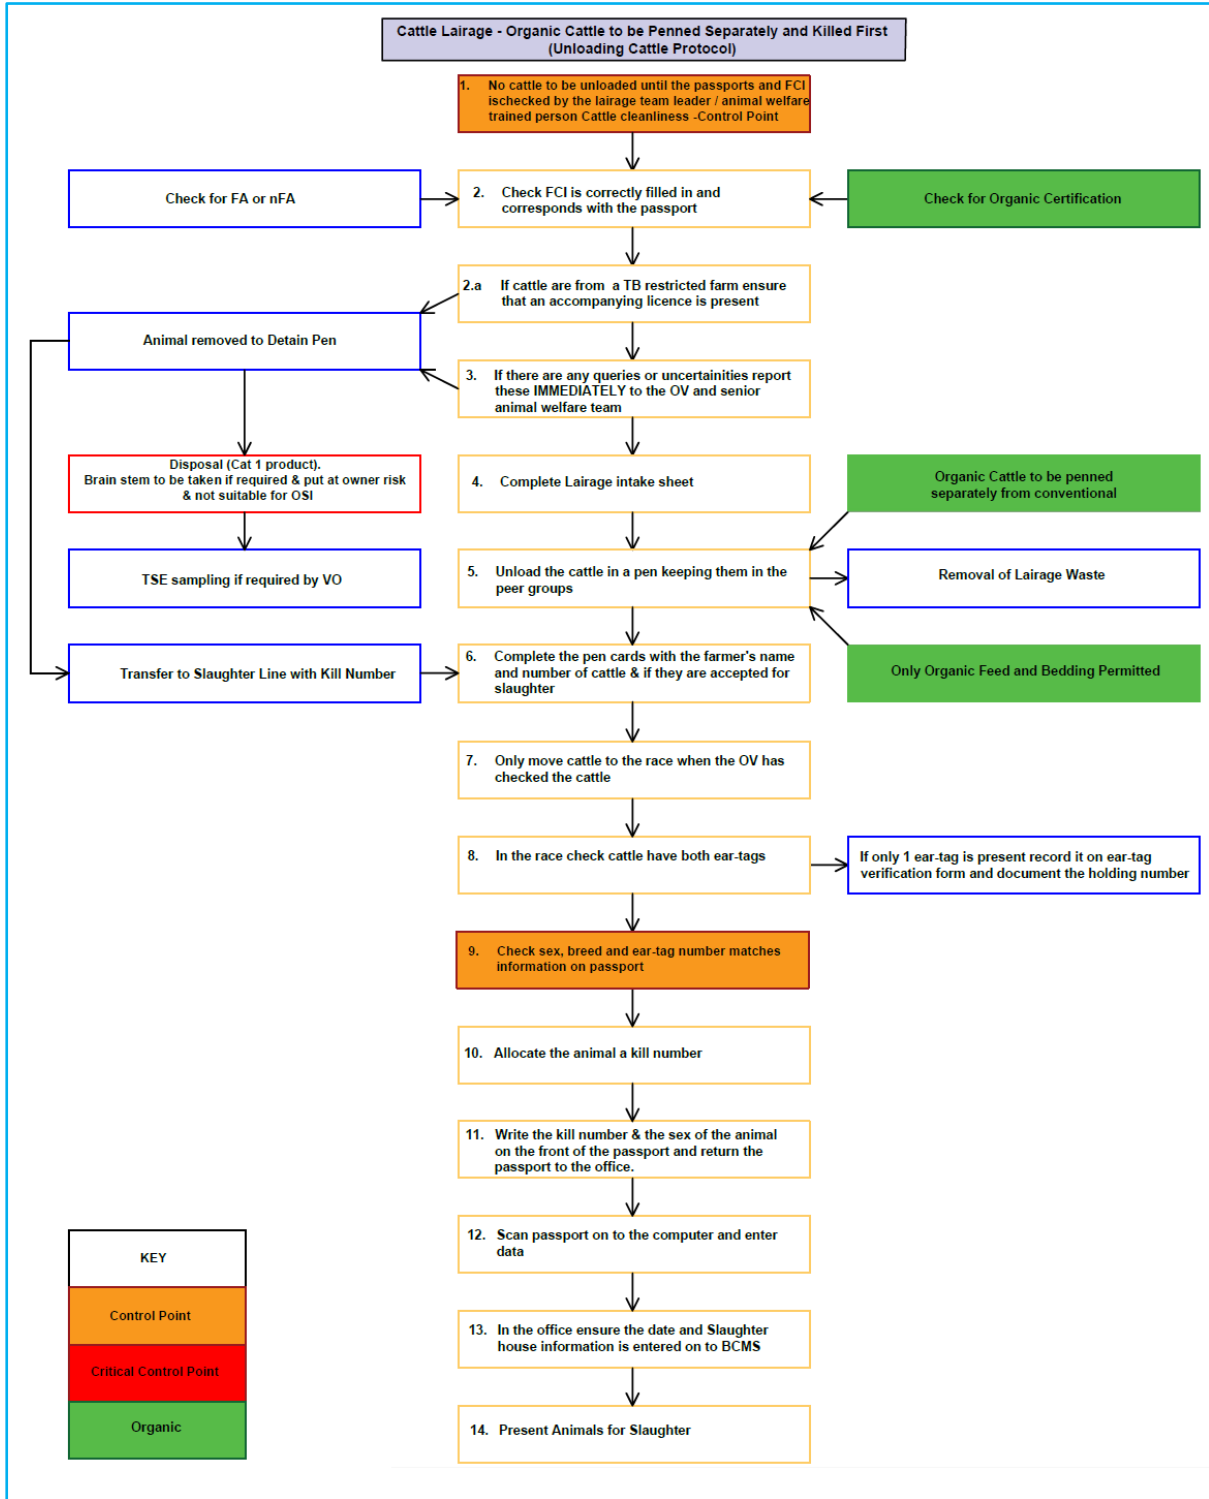 Cattle Lairage - Organic Cattle to be Penned Separately and Killed First
(Unloading Cattle Protocol)
1. No cattle to be unloaded until the passports and FCI
ischecked by the lairage team leader / animal welfare
trained person Cattle cleanliness -Control Point
Check for FA or nFA
2. Check FCI is correctly filled in and
corresponds with the passport
Check for Organic Certification
2.a If cattle are from a TB restricted farm ensure
that an accompanying licence is present
Animal removed to Detain Pen
3. If there are any queries or uncertainities report
these IMMEDIATELY to the OV and senior
animal welfare team
Disposal (Cat 1 product).
Brain stem to be taken if required & put at owner risk
& not suitable for OSI
4. Complete Lairage intake sheet
Organic Cattle to be penned
separately from conventional
TSE sampling if required by VO
5. Unload the cattle in a pen keeping them in the
peer groups
Removal of Lairage Waste
Transfer to Slaughter Line with Kill Number
6. Complete the pen cards with the farmer's name
and number of cattle & if they are accepted for
slaughter
Only Organic Feed and Bedding Permitted
7. Only move cattle to the race when the OV has
checked the cattle
8. In the race check cattle have both ear-tags
If only 1 ear-tag is present record it on ear-tag
verification form and document the holding number
9. Check sex, breed and ear-tag number matches
information on passport
10. Allocate the animal a kill number
11. Write the kill number & the sex of the animal
on the front of the passport and return the
passport to the office.
12. Scan passport on to the computer and enter
data
13. In the office ensure the date and Slaughter
house information is entered on to BCMS
14. Present Animals for Slaughter
KEY
Control Point
Critical Control Point
Organic